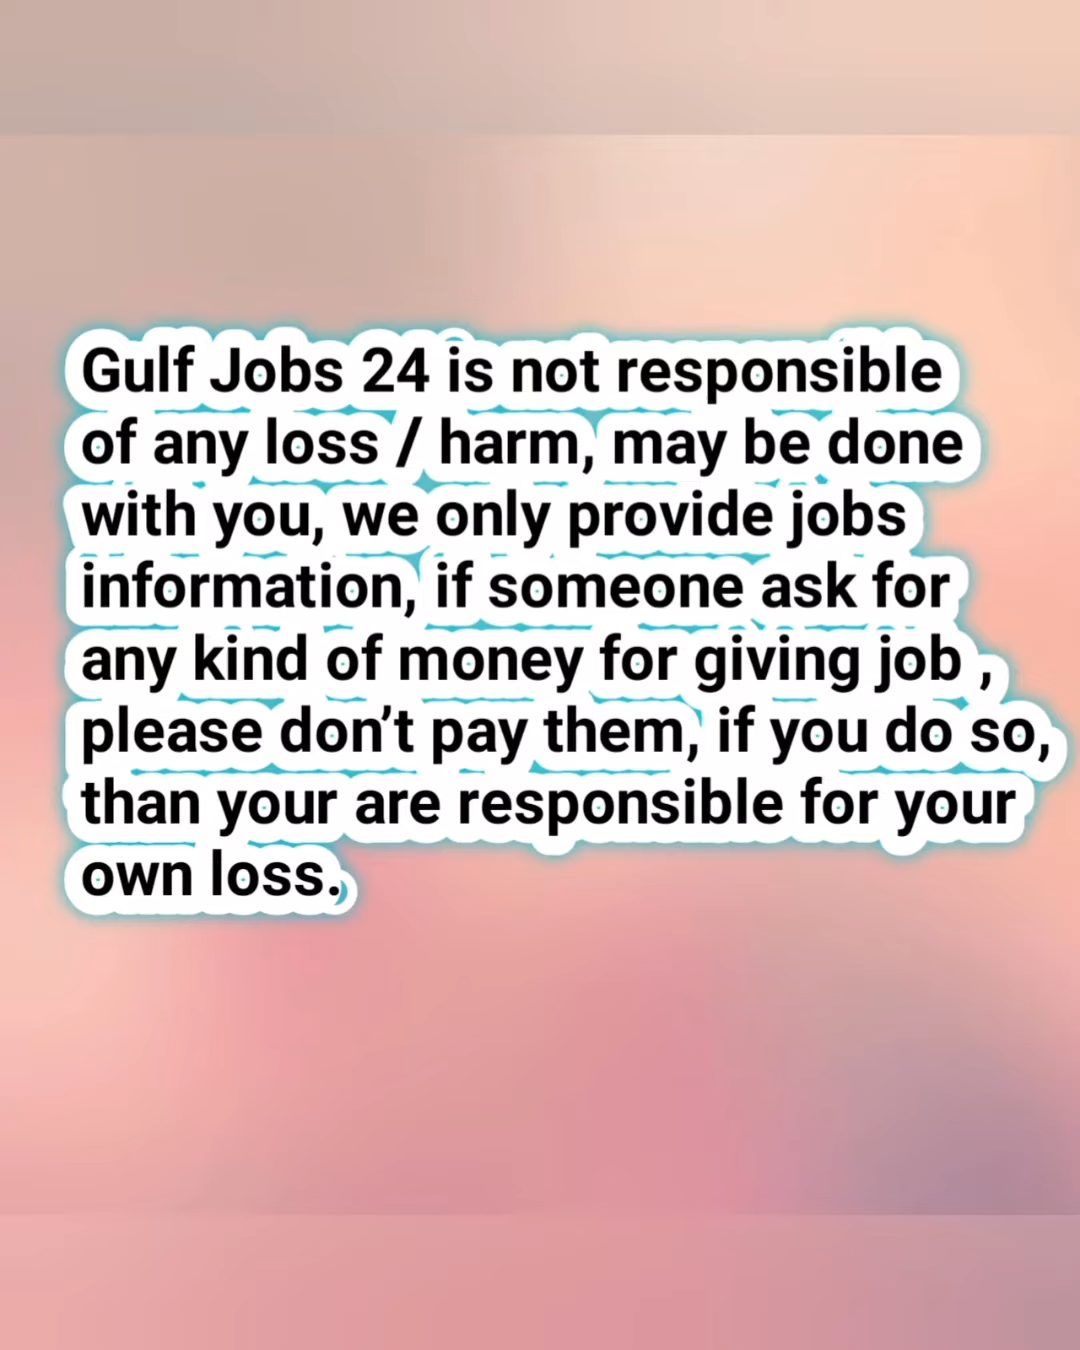 Gulf Jobs 24 is not responsible
of any loss / harm, may be done
with you, we only provide jobs
information, if someone ask for
any kind of money for giving job ,
please don’t pay them, if you do so,
than your are responsible for your
own loss.